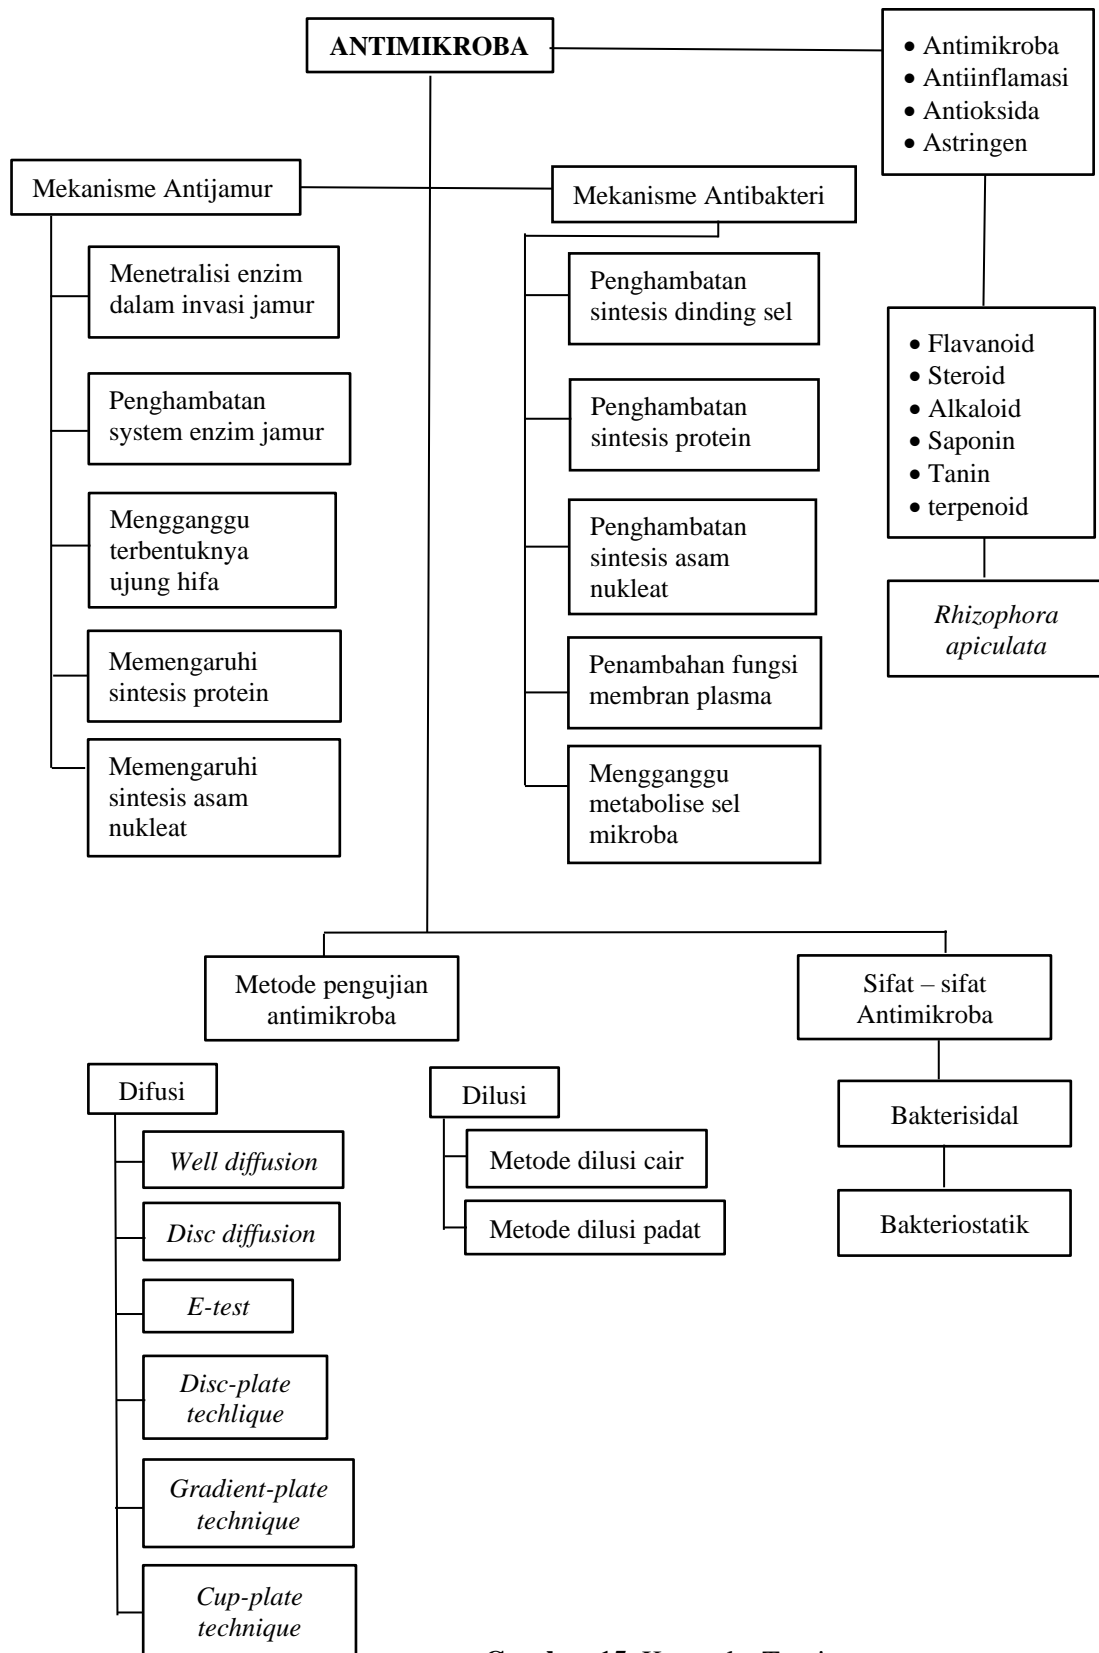 ANTIMIKROBA
• Antimikroba
• Antiinflamasi
• Antioksida
• Astringen
Mekanisme Antijamur
Mekanisme Antibakteri
Menetralisi enzim
dalam invasi jamur
Penghambatan
system enzim jamur
Mengganggu
terbentuknya
ujung hifa
Memengaruhi
sintesis protein
Memengaruhi
sintesis asam
nukleat
Penghambatan
sintesis dinding sel
Penghambatan
sintesis protein
Penghambatan
sintesis asam
nukleat
Penambahan fungsi
membran plasma
Mengganggu
metabolise sel
mikroba
• Flavanoid
• Steroid
• Alkaloid
• Saponin
• Tanin
• terpenoid
Rhizophora
apiculata
Metode pengujian
antimikroba
Sifat – sifat
Antimikroba
Difusi
Well diffusion
Disc diffusion
E-test
Disc-plate
techlique
Gradient-plate
technique
Cup-plate
technique
Dilusi
Metode dilusi cair
Metode dilusi padat
Bakterisidal
Bakteriostatik